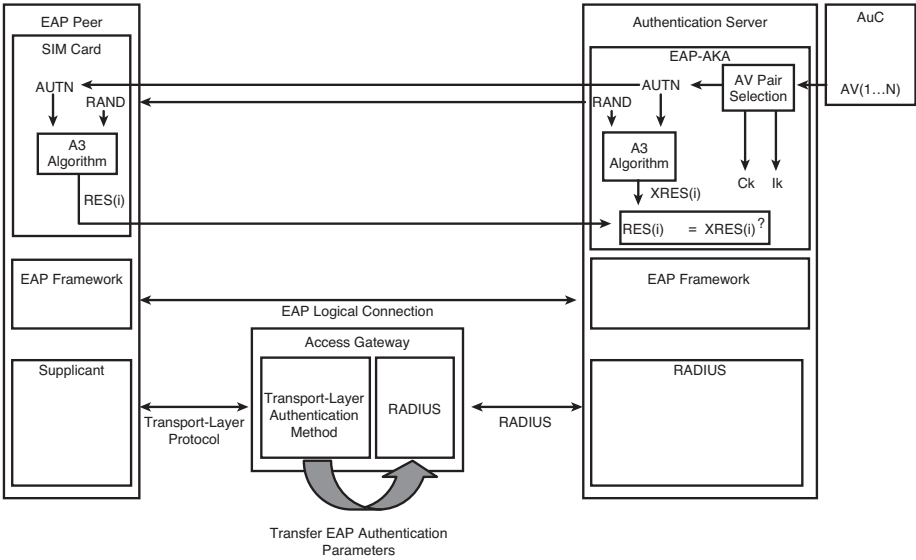 EAP Peer
SIM Card
AUTN
RAND
A3
Algorithm
RES(i)
EAP Framework
Supplicant
Authentication Server
EAP-AKA
RAND
AUTN
AV Pair
Selection
A3
Algorithm
Ck
Ik
XRES(i)
RES(i) = XRES(i)?
EAP Framework
RADIUS
AuC
AV(1...N)
EAP Logical Connection
Access Gateway
Transport-Layer
Authentication
Method
RADIUS
Transport-Layer
Protocol
RADIUS
Transfer EAP Authentication
Parameters